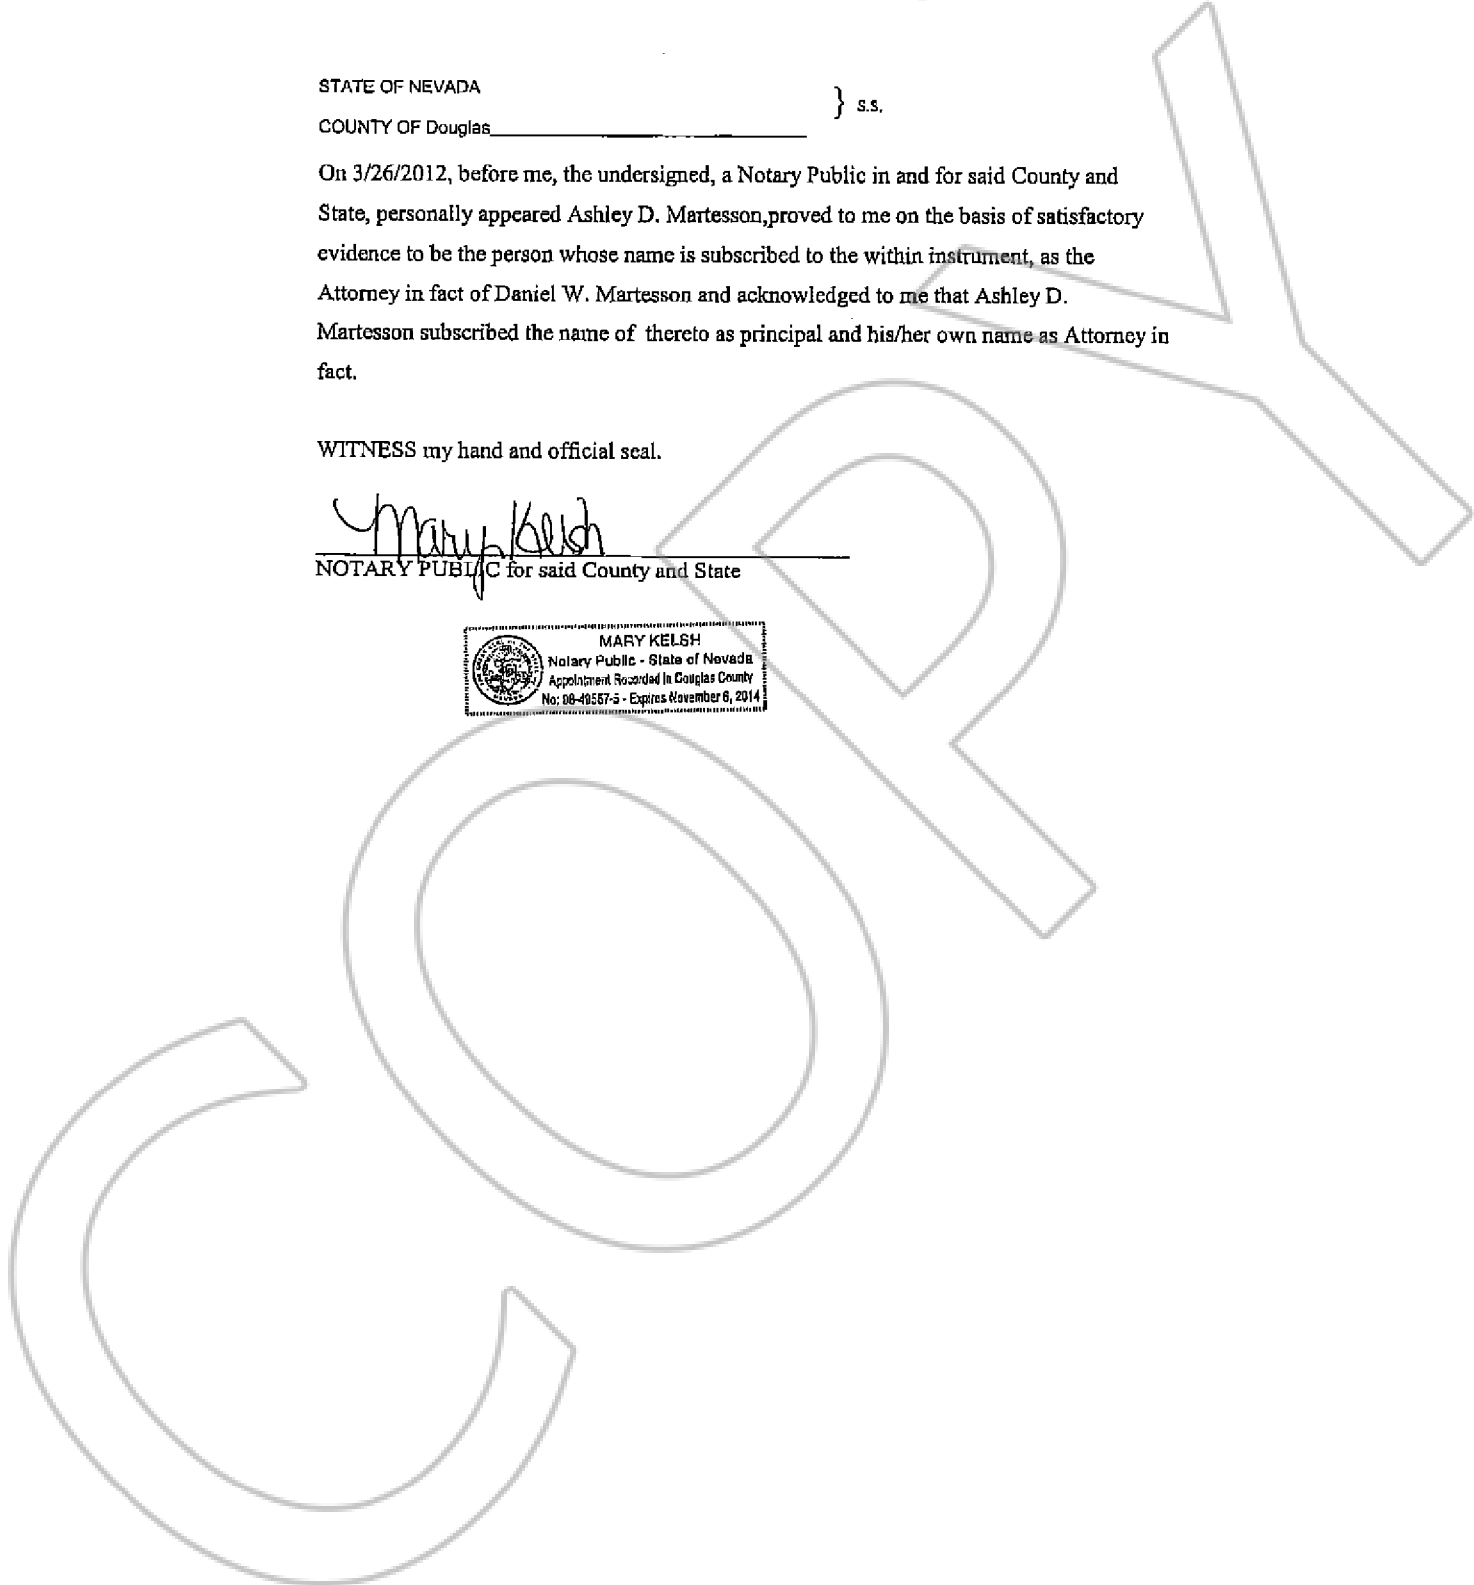 STATE OF NEVADA
} s.s.
COUNTY OF Douglas
On 3/26/2012, before me, the undersigned, a Notary Public in and for said County and
State, personally appeared Ashley D. Martesson,proved to me on the basis of satisfactory
evidence to be the person whose name is subscribed to the within instrument, as the
Attorney in fact of Daniel W. Martesson and acknowledged to me that Ashley D.
Martesson subscribed the name of thereto as principal and his/her own name as Attorney in
fact.
WITNESS my hand and official seal.
Mary Kelsh
NOTARY PUBLIC for said County and State
MARY KELSH
Notary Public - State of Nevada
Appointment Recorded in Douglas County
No: - Expires November 6, 2014
COPY